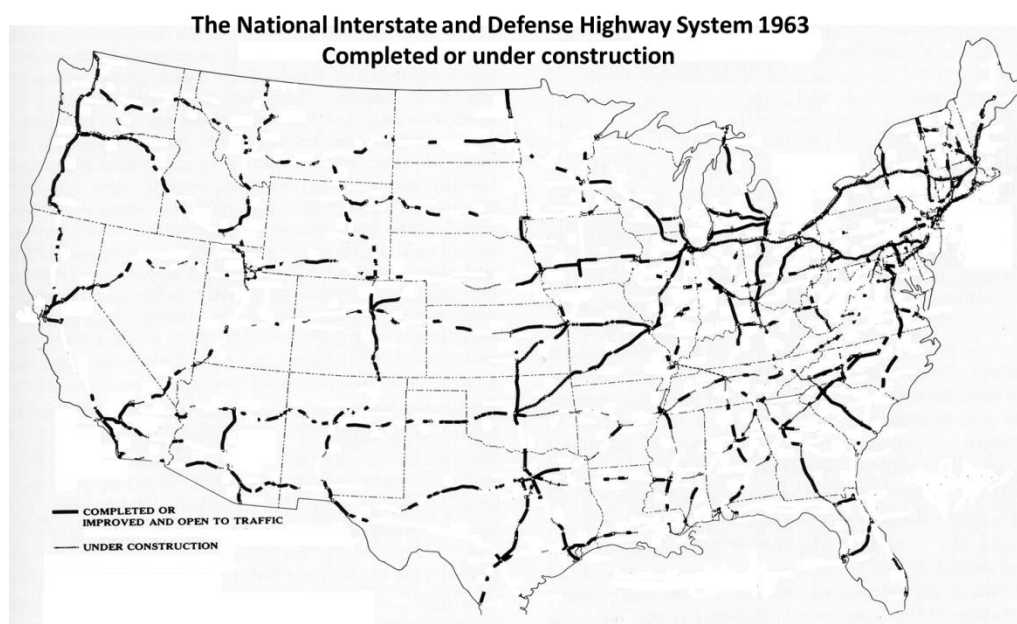 The National Interstate and Defense Highway System 1963
Completed or under construction
COMPLETED OR
IMPROVED AND OPEN TO TRAFFIC
UNDER CONSTRUCTION